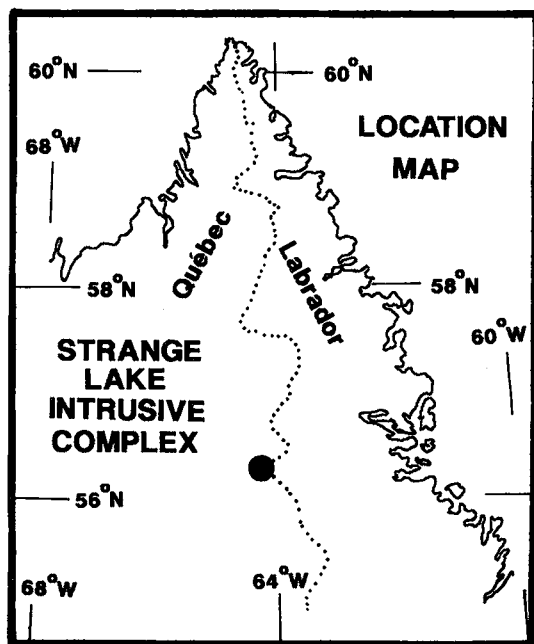 60°N
60°N
LOCATION
MAP
68°W
Québec
Labrador
58°N
58°N
60°W
STRANGE
LAKE
INTRUSIVE
COMPLEX
56°N
68°W
64°W